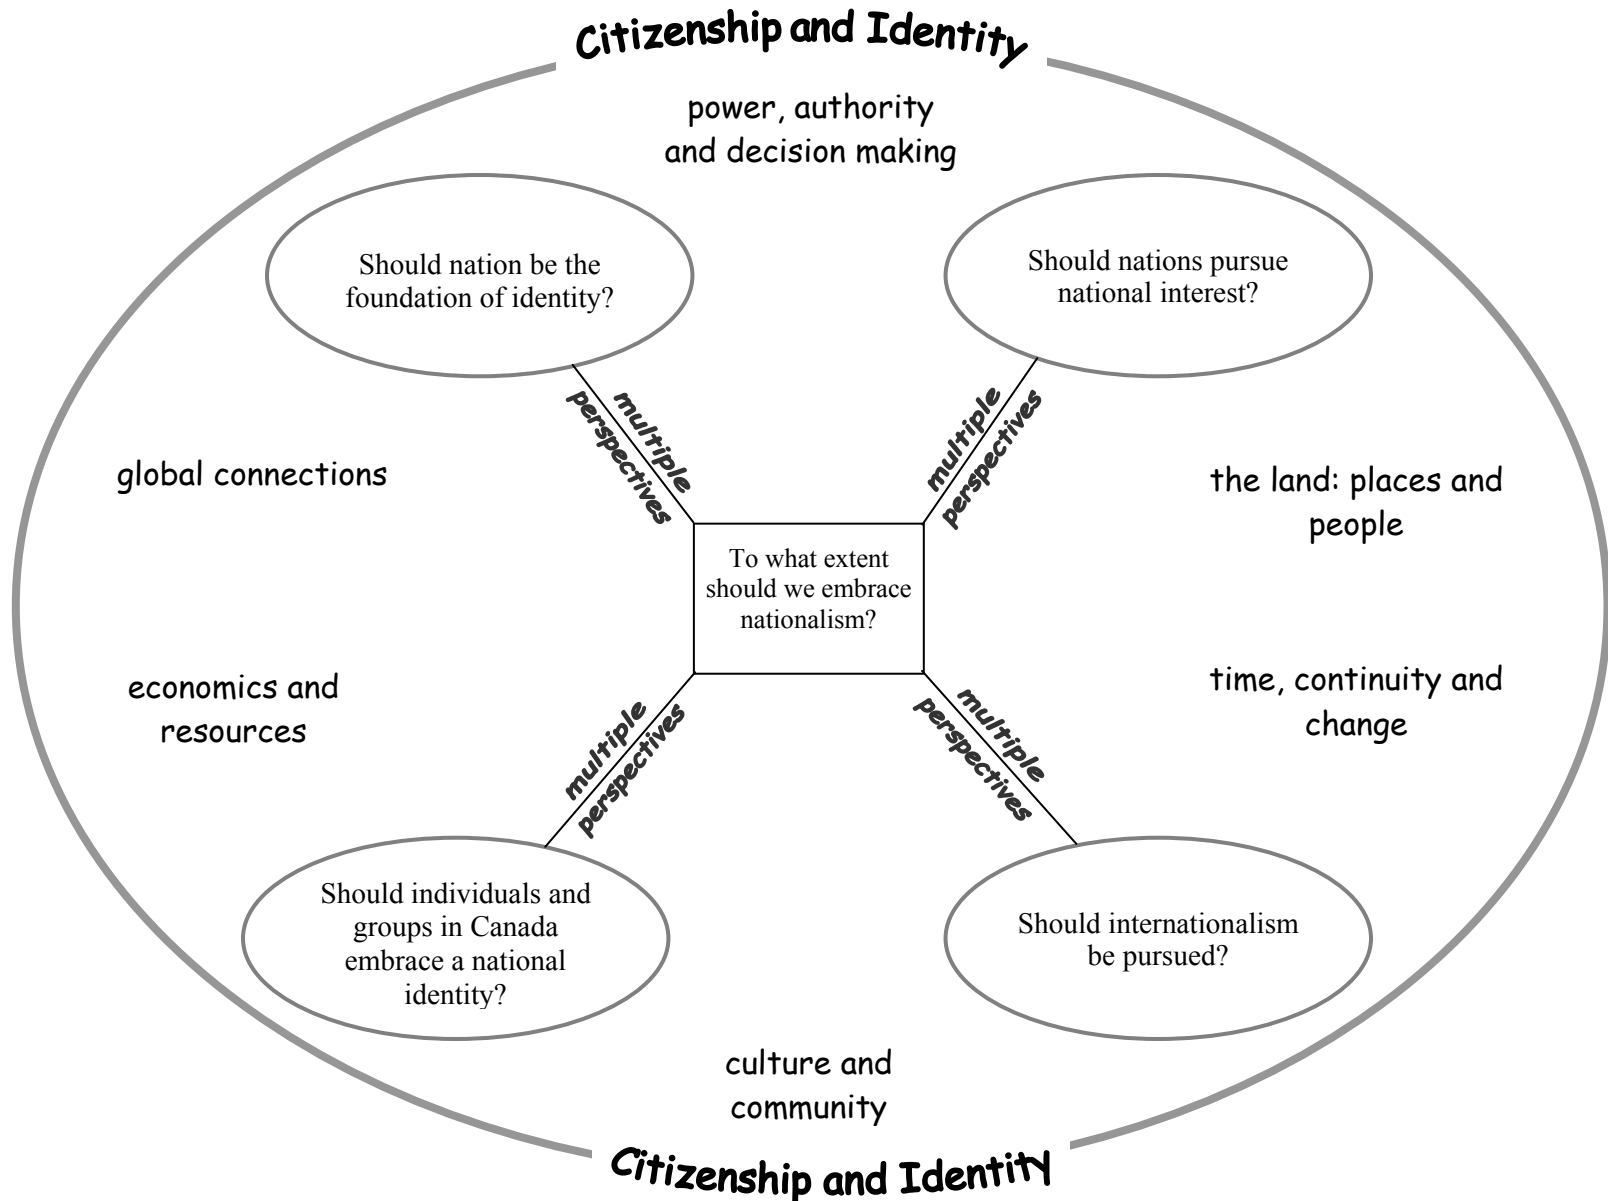 Citizenship and Identity
power, authority
and decision making
Should nation be the
foundation of identity?
Should nations pursue
national interest?
multiple
perspectives
multiple
perspectives
global connections
the land: places and
people
To what extent
should we embrace
nationalism?
economics and
resources
time, continuity and
change
multiple
perspectives
multiple
perspectives
Should individuals and
groups in Canada
embrace a national
identity?
Should internationalism
be pursued?
culture and
community
Citizenship and Identity